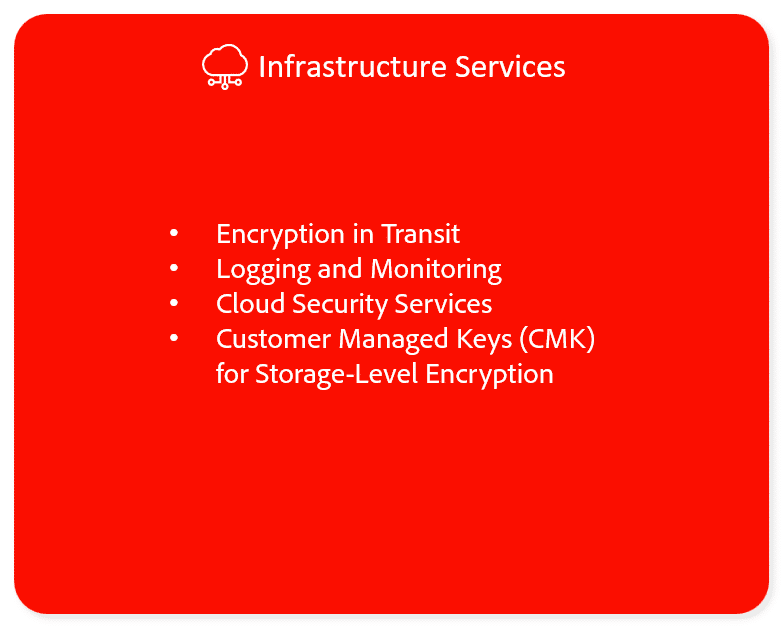 Infrastructure Services
• Encryption in Transit
• Logging and Monitoring
• Cloud Security Services
• Customer Managed Keys (CMK)
for Storage-Level Encryption